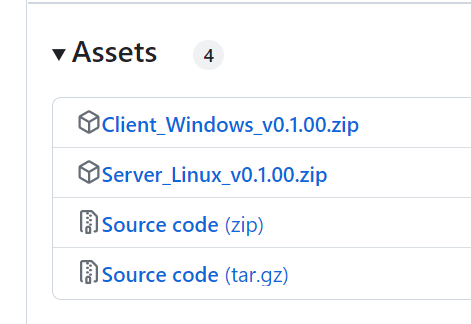 Assets 4
Client_Windows_v0.1.00.zip
Server_Linux_v0.1.00.zip
Source code (zip)
Source code (tar.gz)